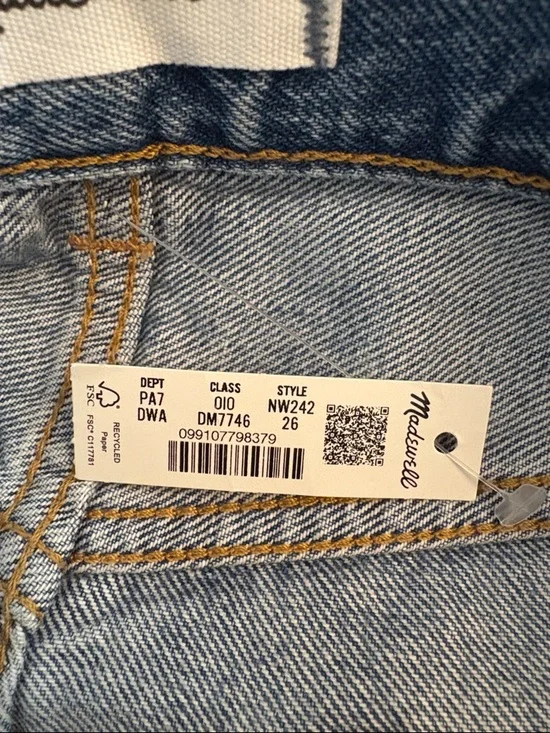 DEPT CLASS STYLE
PA7 010 NW242
DWA DM7746 26
099107798379
Madewell
FSC
RECYCLED
Paper
FSC® C117781